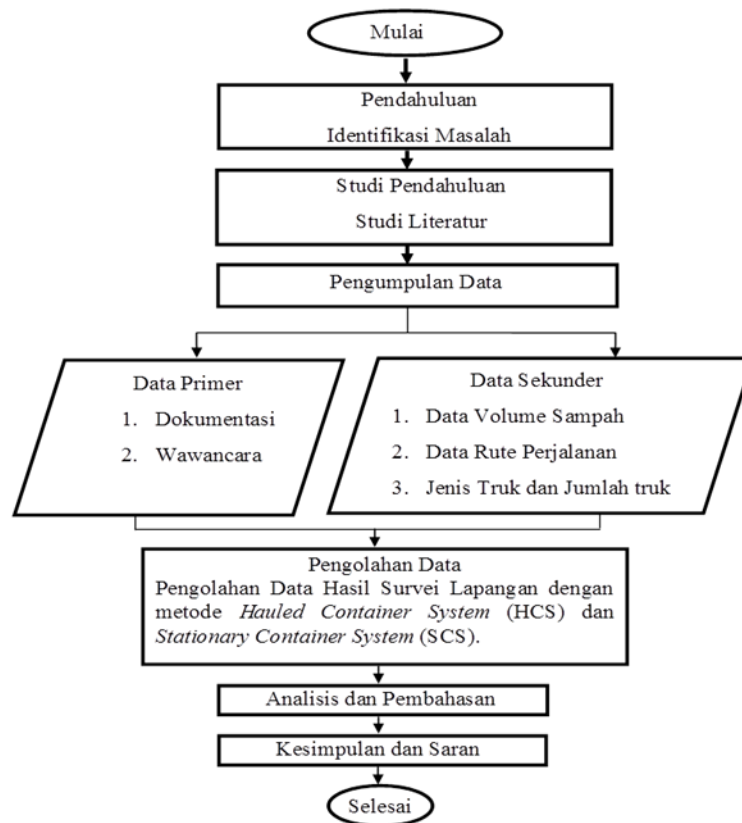 Mulai
Pendahuluan
Identifikasi Masalah
Studi Pendahuluan
Studi Literatur
Pengumpulan Data
Data Primer
1. Dokumentasi
2. Wawancara
Data Sekunder
1. Data Volume Sampah
2. Data Rute Perjalanan
3. Jenis Truk dan Jumlah truk
Pengolahan Data
Pengolahan Data Hasil Survei Lapangan dengan
metode Hauled Container System (HCS) dan
Stationary Container System (SCS).
Analisis dan Pembahasan
Kesimpulan dan Saran
Selesai